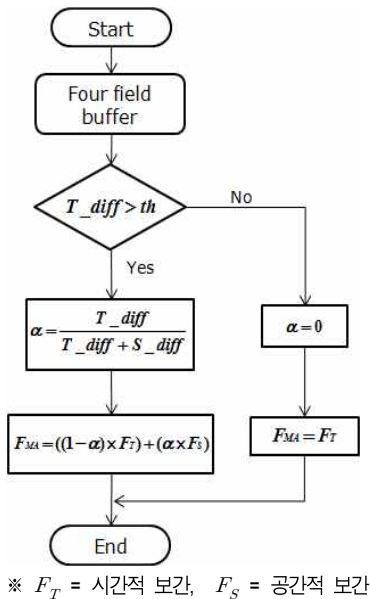 Start
Four field
buffer
T_diff > th
No
Yes
α = T_diff / (T_diff + S_diff)
α = 0
F_MA = ((1−α)×F_T) + (α×F_S)
F_MA = F_T
End
※ F_T = 시간적 보간, F_S = 공간적 보간